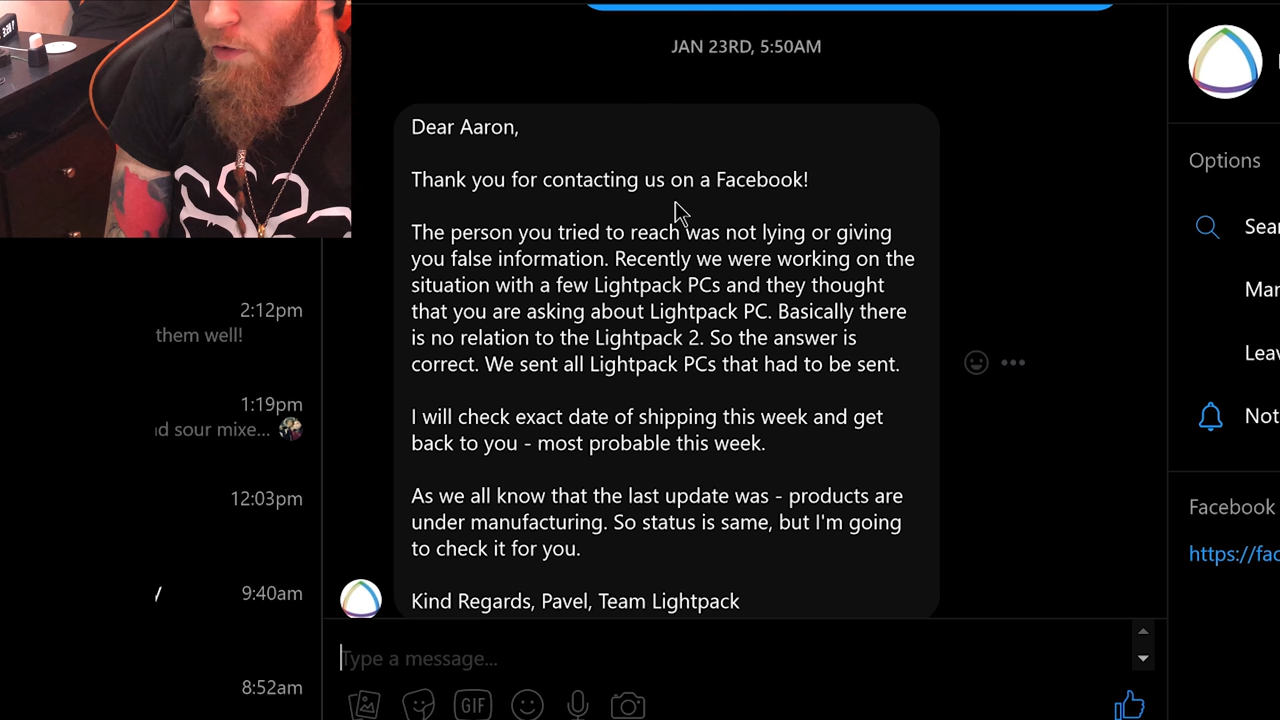 JAN 23RD, 5:50AM
Dear Aaron,
Thank you for contacting us on a Facebook!
The person you tried to reach was not lying or giving
you false information. Recently we were working on the
situation with a few Lightpack PCs and they thought
that you are asking about Lightpack PC. Basically there
is no relation to the Lightpack 2. So the answer is
correct. We sent all Lightpack PCs that had to be sent.
I will check exact date of shipping this week and get
back to you - most probable this week.
As we all know that the last update was - products are
under manufacturing. So status is same, but I'm going
to check it for you.
Kind Regards, Pavel, Team Lightpack
Type a message...
GIF
2:12pm
them well!
1:19pm
d sour mixe...
12:03pm
9:40am
8:52am
Options
Sea
Mar
Leav
Not
Facebook
https://fac